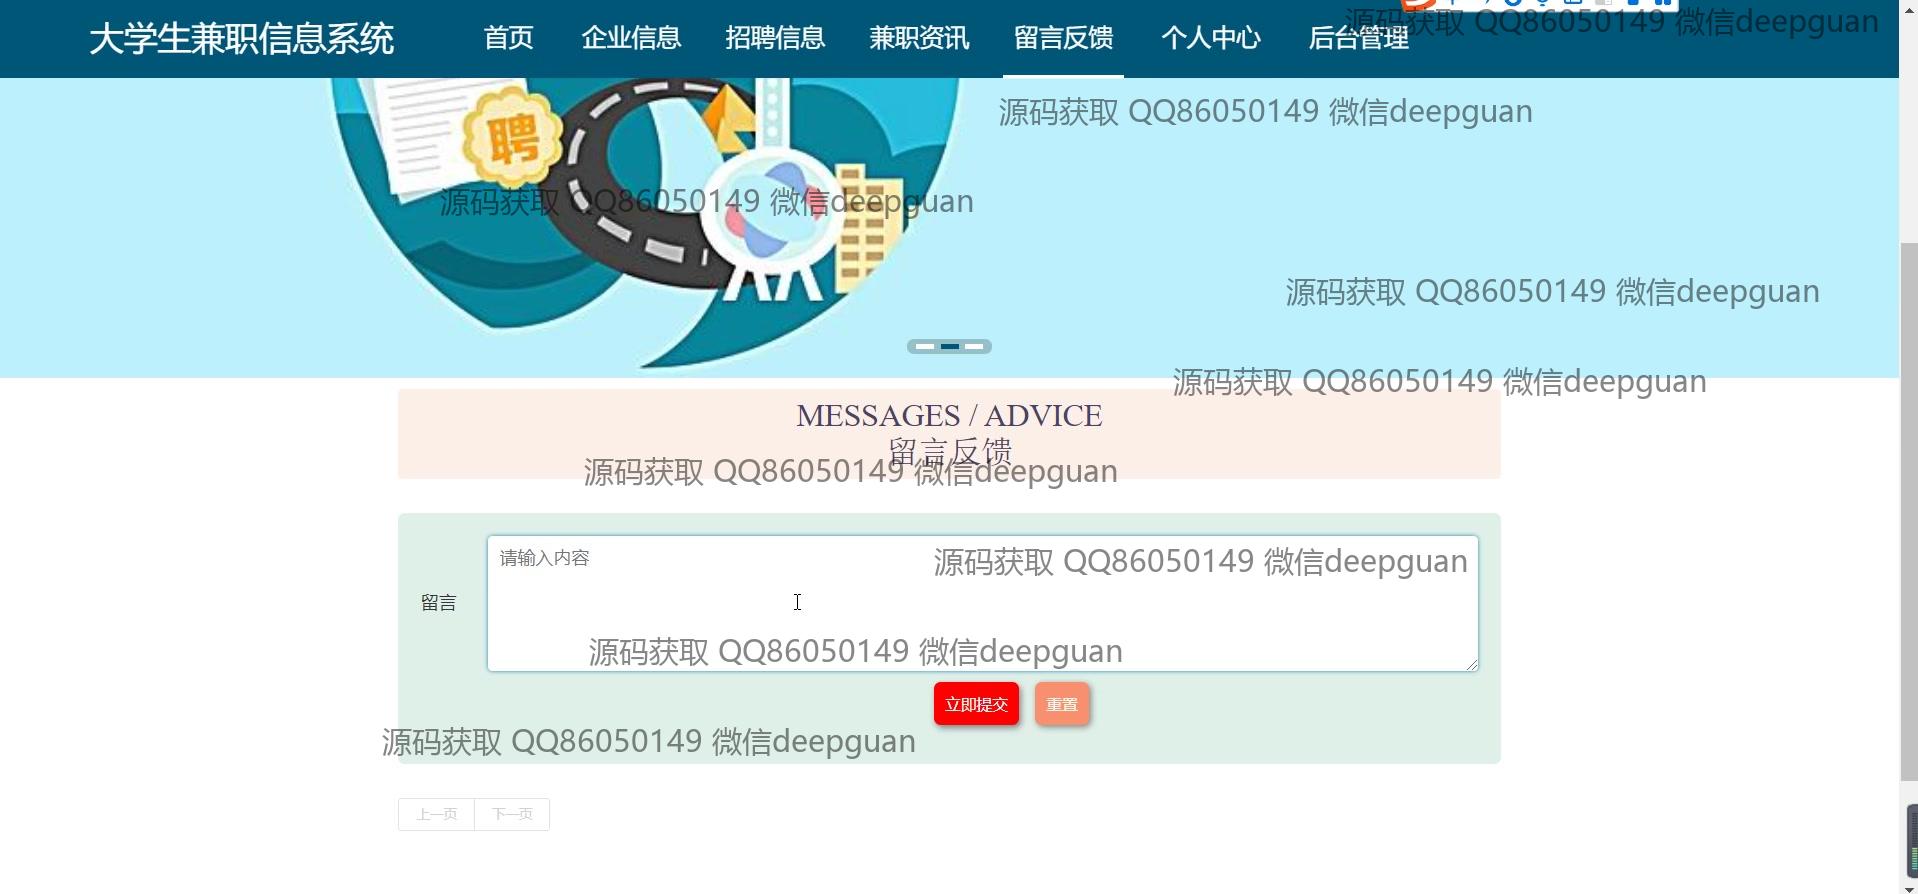 大学生兼职信息系统 首页 企业信息 招聘信息 兼职资讯 留言反馈 个人中心 后台管理
源码获取 QQ86050149 微信deepguan
源码获取 QQ86050149 微信deepguan
聘
源码获取 QQ86050149 微信deepguan
源码获取 QQ86050149 微信deepguan
源码获取 QQ86050149 微信deepguan
MESSAGES / ADVICE
留言反馈
源码获取 QQ86050149 微信deepguan
请输入内容
源码获取 QQ86050149 微信deepguan
留言
源码获取 QQ86050149 微信deepguan
立即提交 重置
源码获取 QQ86050149 微信deepguan
上一页 下一页